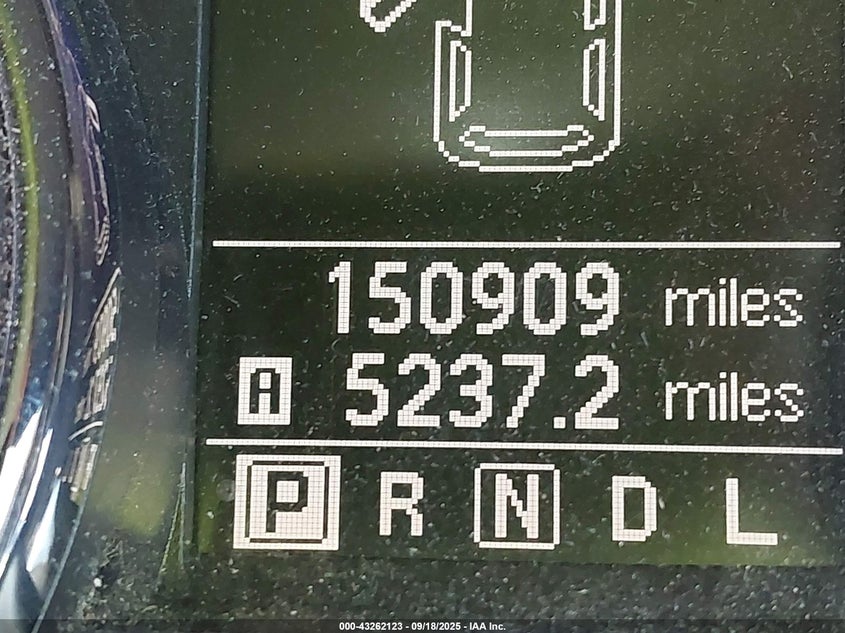 150909 miles
A 5237.2 miles
P R N D L
000-43262123 - 09/18/2025 - IAA Inc.